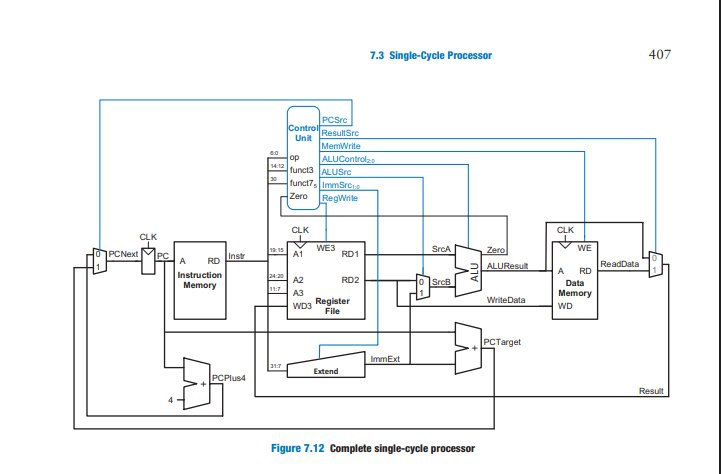 7.3 Single-Cycle Processor 407
PCSrc
Control
Unit
ResultSrc
MemWrite
ALUControl2:0
ALUSrc
ImmSrc1:0
RegWrite
6:0
op
14:12
funct3
30
funct75
Zero
CLK
CLK
CLK
0
1
PCNext
PC
A RD
Instruction
Memory
Instr
19:15
A1
WE3
RD1
24:20
A2
RD2
11:7
A3
WD3
Register
File
SrcA
0
1
SrcB
ALU
Zero
ALUResult
WriteData
WE
A RD
Data
Memory
WD
ReadData
0
1
PCTarget
+
ImmExt
31:7
Extend
PCPlus4
+
4
Result
Figure 7.12 Complete single-cycle processor